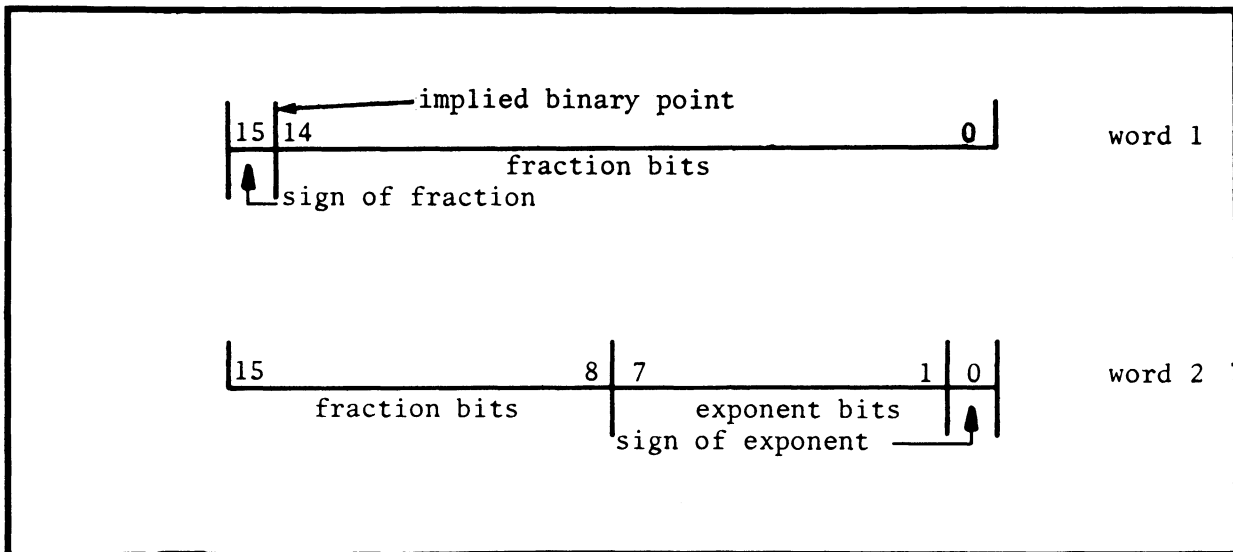 implied binary point
15 14 0 word 1
fraction bits
sign of fraction
15 8 7 1 0 word 2
fraction bits exponent bits
sign of exponent